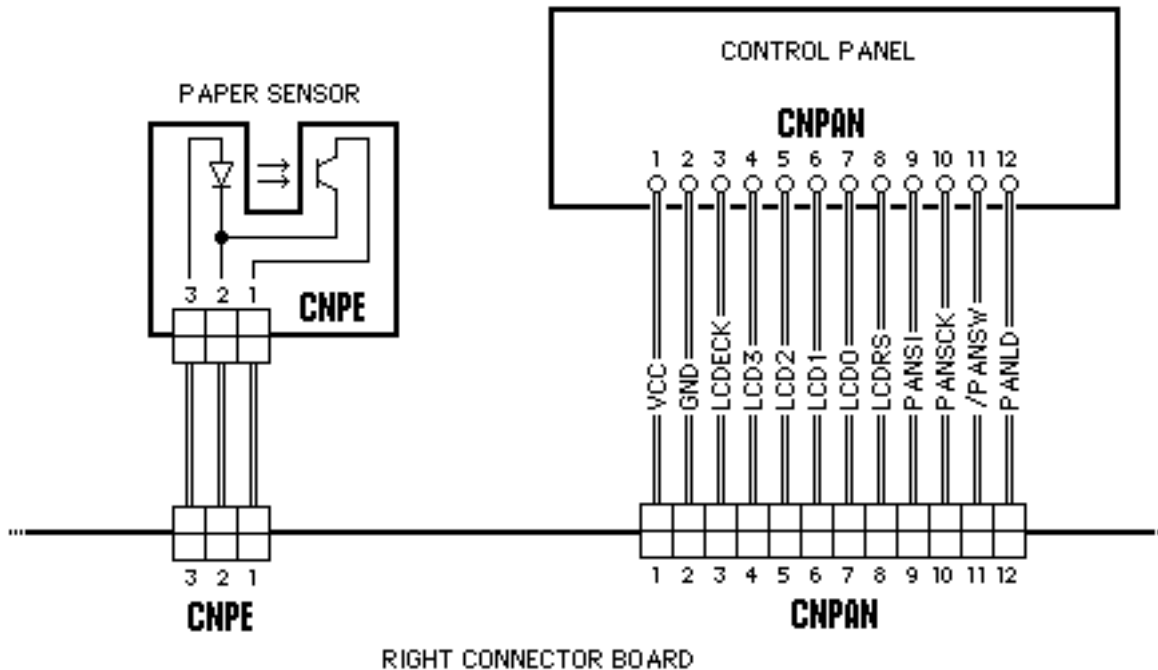 CONTROL PANEL
PAPER SENSOR
CNPAN
1 2 3 4 5 6 7 8 9 10 11 12
3 2 1
CNPE
VCC
GND
LCDECK
LCD3
LCD2
LCD1
LCD0
LCDRS
PANSI
PANSCK
/PANSW
PANLD
3 2 1
CNPE
1 2 3 4 5 6 7 8 9 10 11 12
CNPAN
RIGHT CONNECTOR BOARD